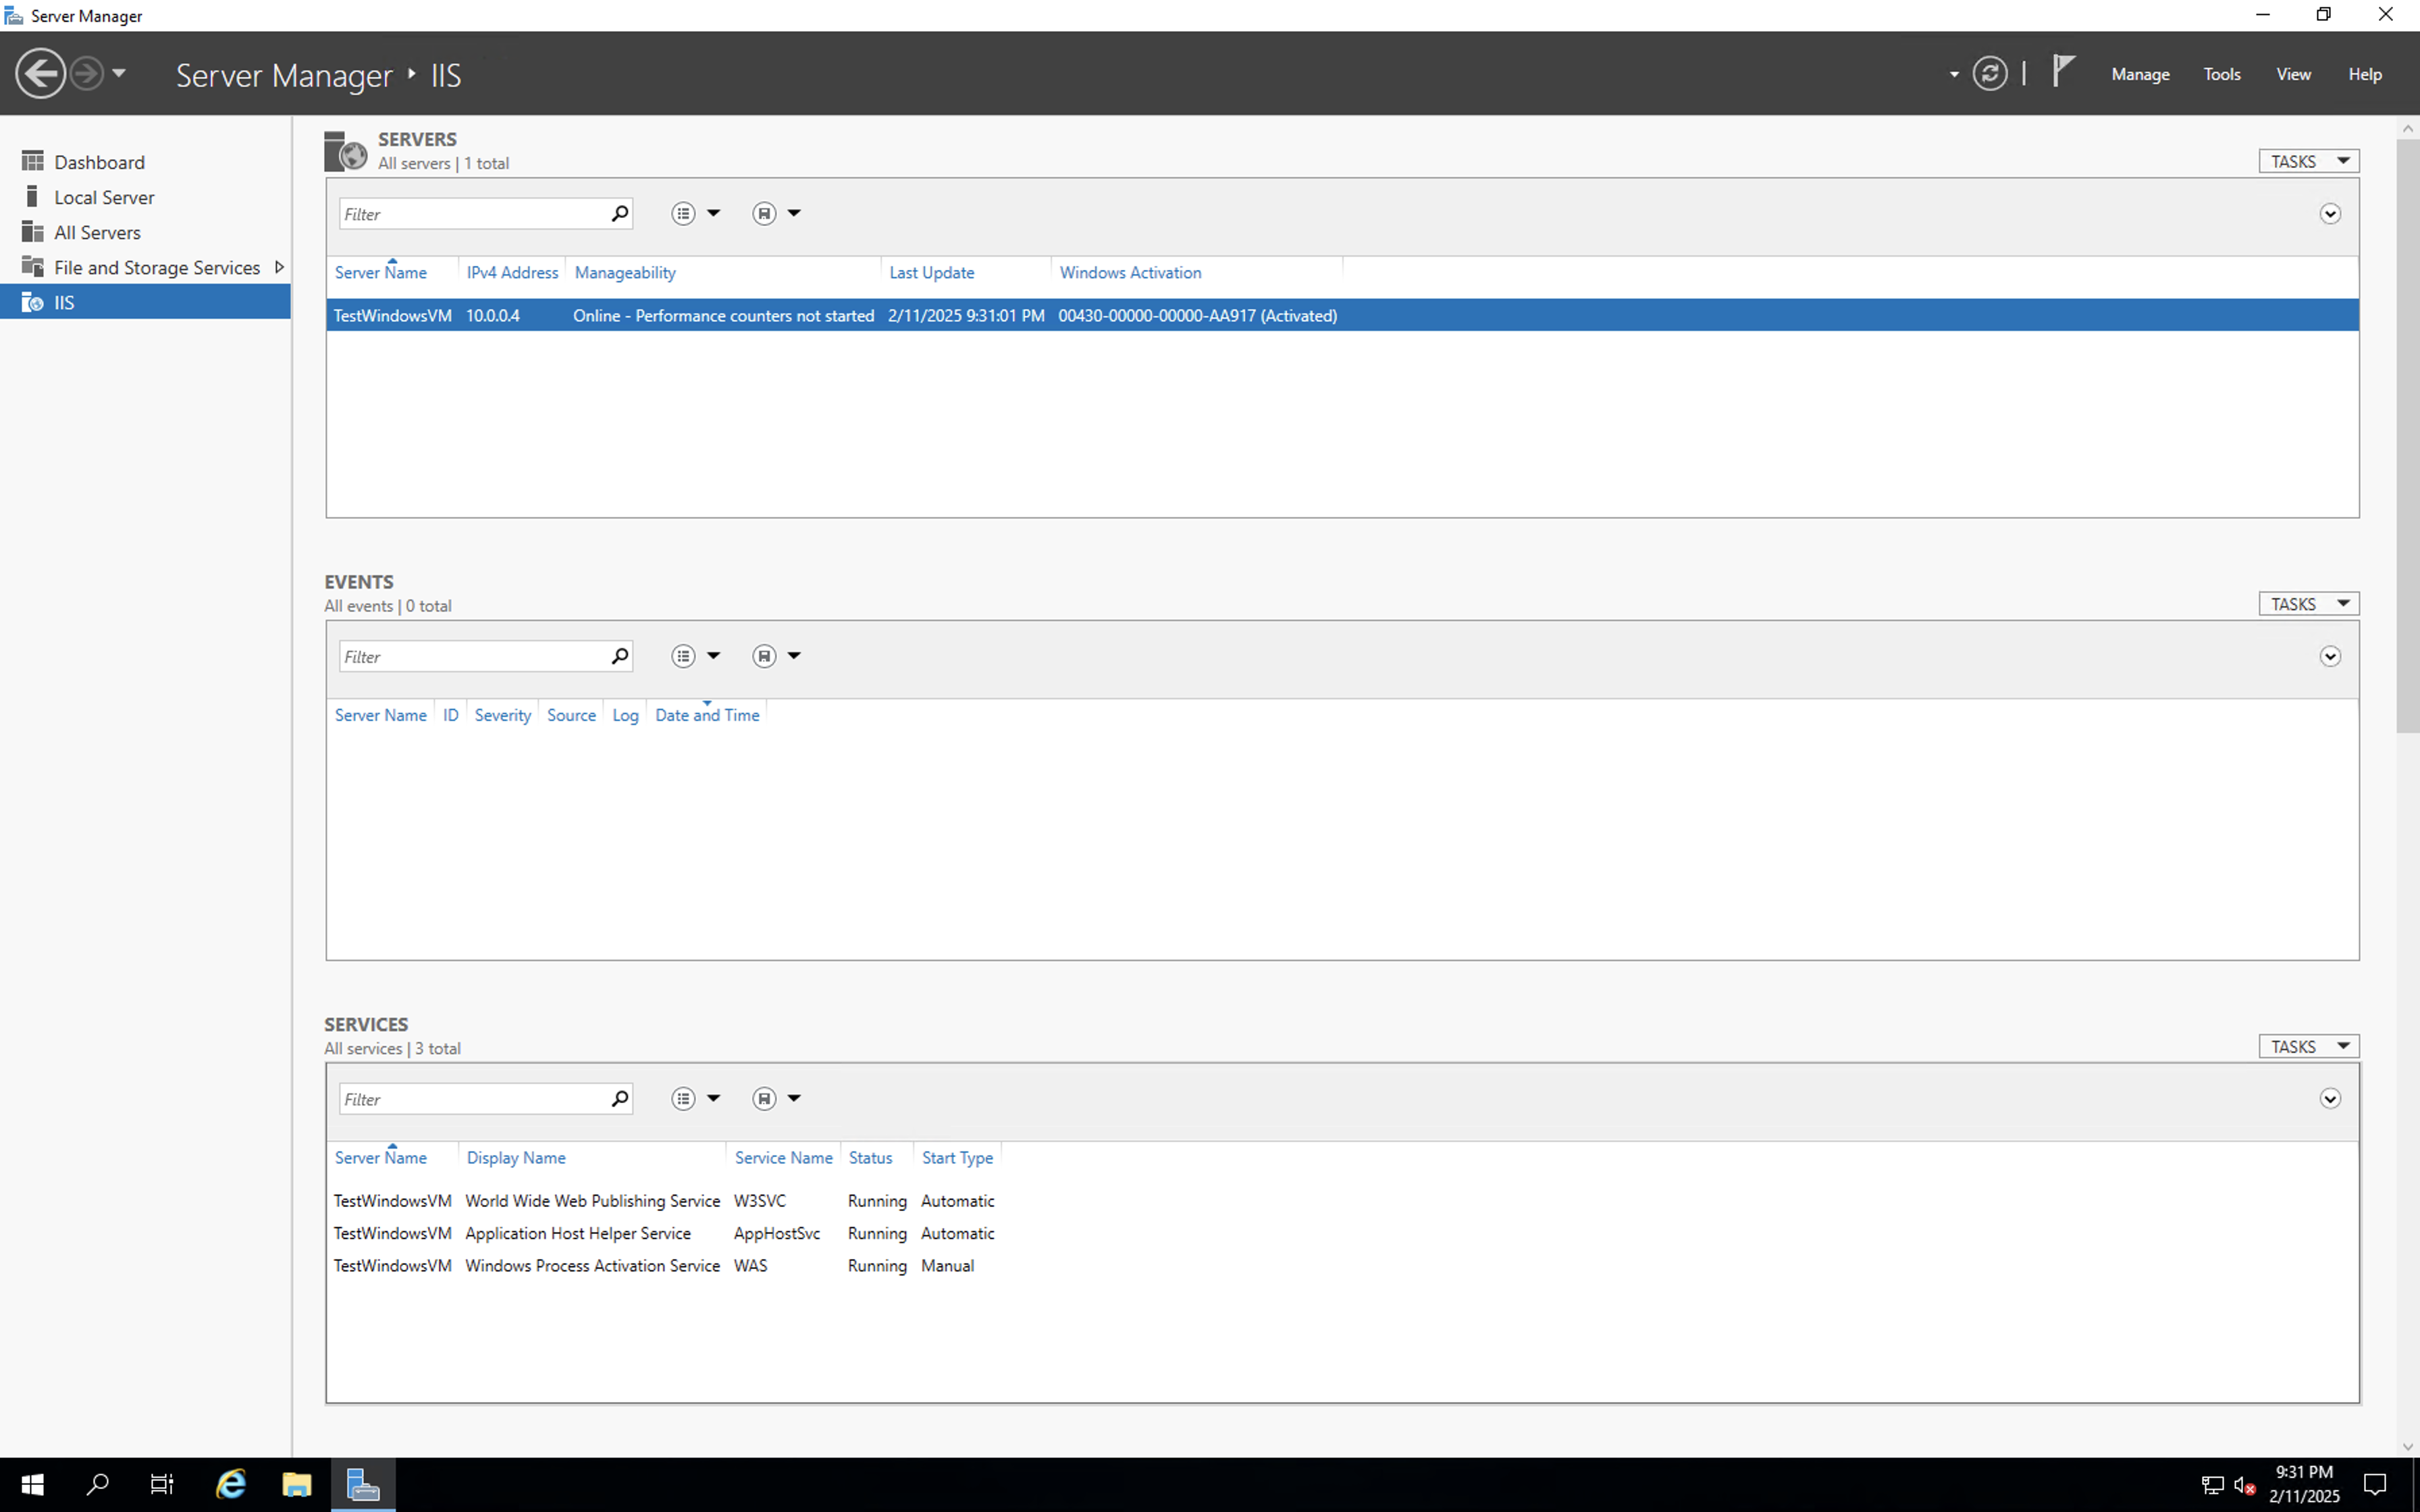 Server Manager
Server Manager IIS
Manage Tools View Help
Dashboard
Local Server
All Servers
File and Storage Services
IIS
SERVERS
All servers | 1 total
TASKS
Filter
Server Name IPv4 Address Manageability Last Update Windows Activation
TestWindowsVM 10.0.0.4 Online - Performance counters not started 2/11/2025 9:31:01 PM 00430-00000-00000-AA917 (Activated)
EVENTS
All events | 0 total
TASKS
Filter
Server Name ID Severity Source Log Date and Time
SERVICES
All services | 3 total
TASKS
Filter
Server Name Display Name Service Name Status Start Type
TestWindowsVM World Wide Web Publishing Service W3SVC Running Automatic
TestWindowsVM Application Host Helper Service AppHostSvc Running Automatic
TestWindowsVM Windows Process Activation Service WAS Running Manual
9:31 PM
2/11/2025